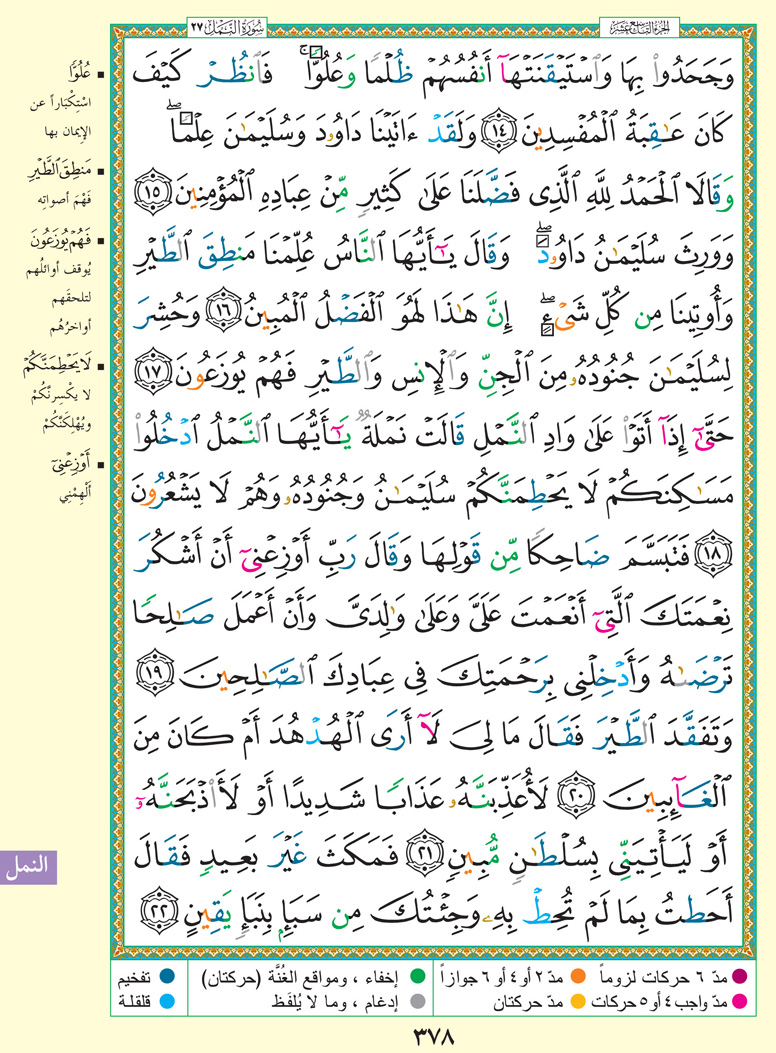 الجزء التاسع عشر
سورة النمل ٢٧
وَجَحَدُوا۟ بِهَا وَٱسْتَيْقَنَتْهَآ أَنفُسُهُمْ ظُلْمًا وَعُلُوًّا ۚ فَٱنظُرْ كَيْفَ
كَانَ عَـٰقِبَةُ ٱلْمُفْسِدِينَ ١٤ وَلَقَدْ ءَاتَيْنَا دَاوُۥدَ وَسُلَيْمَـٰنَ عِلْمًا ۖ
وَقَالَا ٱلْحَمْدُ لِلَّهِ ٱلَّذِى فَضَّلَنَا عَلَىٰ كَثِيرٍ مِّنْ عِبَادِهِ ٱلْمُؤْمِنِينَ ١٥
وَوَرِثَ سُلَيْمَـٰنُ دَاوُۥدَ ۖ وَقَالَ يَـٰٓأَيُّهَا ٱلنَّاسُ عُلِّمْنَا مَنطِقَ ٱلطَّيْرِ
وَأُوتِينَا مِن كُلِّ شَىْءٍ ۖ إِنَّ هَـٰذَا لَهُوَ ٱلْفَضْلُ ٱلْمُبِينُ ١٦ وَحُشِرَ
لِسُلَيْمَـٰنَ جُنُودُهُۥ مِنَ ٱلْجِنِّ وَٱلْإِنسِ وَٱلطَّيْرِ فَهُمْ يُوزَعُونَ ١٧
حَتَّىٰٓ إِذَآ أَتَوْا۟ عَلَىٰ وَادِ ٱلنَّمْلِ قَالَتْ نَمْلَةٌ يَـٰٓأَيُّهَا ٱلنَّمْلُ ٱدْخُلُوا۟
مَسَـٰكِنَكُمْ لَا يَحْطِمَنَّكُمْ سُلَيْمَـٰنُ وَجُنُودُهُۥ وَهُمْ لَا يَشْعُرُونَ
١٨ فَتَبَسَّمَ ضَاحِكًا مِّن قَوْلِهَا وَقَالَ رَبِّ أَوْزِعْنِىٓ أَنْ أَشْكُرَ
نِعْمَتَكَ ٱلَّتِىٓ أَنْعَمْتَ عَلَىَّ وَعَلَىٰ وَٰلِدَىَّ وَأَنْ أَعْمَلَ صَـٰلِحًا
تَرْضَىٰهُ وَأَدْخِلْنِى بِرَحْمَتِكَ فِى عِبَادِكَ ٱلصَّـٰلِحِينَ ١٩
وَتَفَقَّدَ ٱلطَّيْرَ فَقَالَ مَا لِىَ لَآ أَرَى ٱلْهُدْهُدَ أَمْ كَانَ مِنَ
ٱلْغَآئِبِينَ ٢٠ لَأُعَذِّبَنَّهُۥ عَذَابًا شَدِيدًا أَوْ لَأَا۟ذْبَحَنَّهُۥٓ
أَوْ لَيَأْتِيَنِّى بِسُلْطَـٰنٍ مُّبِينٍ ٢١ فَمَكَثَ غَيْرَ بَعِيدٍ فَقَالَ
أَحَطتُ بِمَا لَمْ تُحِطْ بِهِۦ وَجِئْتُكَ مِن سَبَإٍۭ بِنَبَإٍ يَقِينٍ ٢٢
▪ عُلُوًّا
اسْتِكْبَاراً عن
الإيمان بها
▪ مَنطِقَ ٱلطَّيْرِ
فَهْمَ أصواتِه
▪ فَهُمْ يُوزَعُونَ
يُوقَف أوائلُهم
لتلحقَهم
أواخرُهُم
▪ لَا يَحْطِمَنَّكُمْ
لا يكْسِرنّكُمْ
ويُهْلِكَنَّكُمْ
▪ أَوْزِعْنِىٓ
أَلْهِمْنِي
النمل
مدّ ٦ حركات لزوماً مدّ ٢ أو ٤ أو ٦ جوازاً إخفاء ، ومواقع الغُنَّة (حركتان) تفخيم
مدّ واجب ٤ أو ٥ حركات مدّ حركتان إدغام ، وما لا يُلفَظ قلقلة
٣٧٨